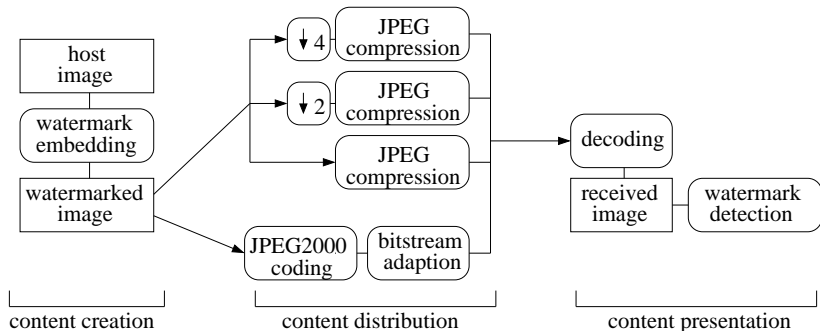 host
image
watermark
embedding
watermarked
image
↓ 4
JPEG
compression
↓ 2
JPEG
compression
JPEG
compression
JPEG2000
coding
bitstream
adaption
decoding
received
image
watermark
detection
content creation
content distribution
content presentation